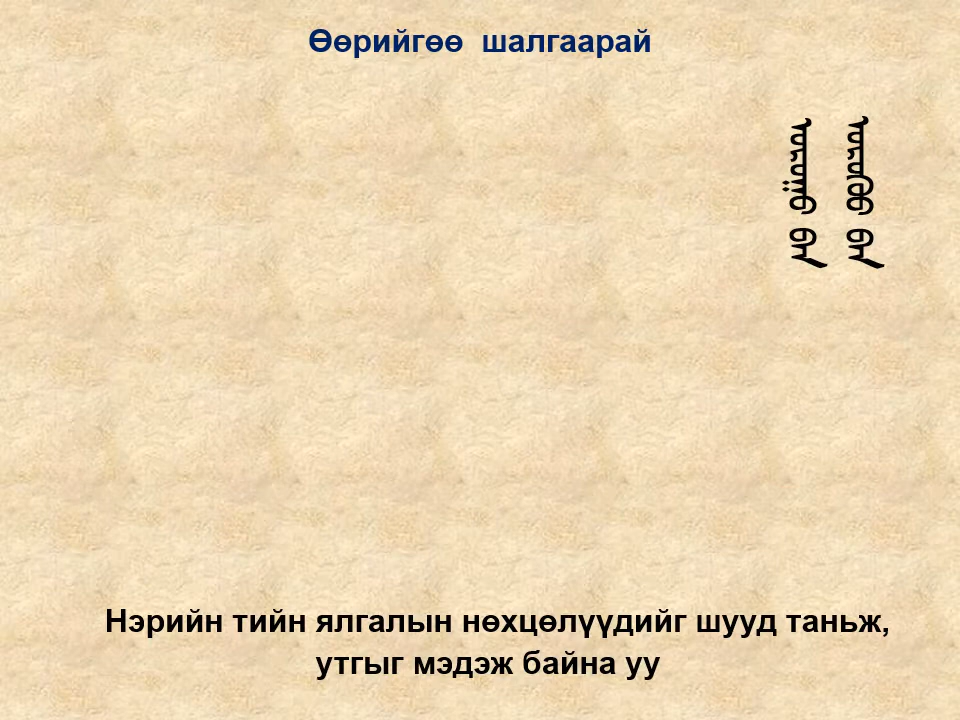 Өөрийгөө шалгаарай
Нэрийн тийн ялгалын нөхцөлүүдийг шууд таньж,
утгыг мэдэж байна уу